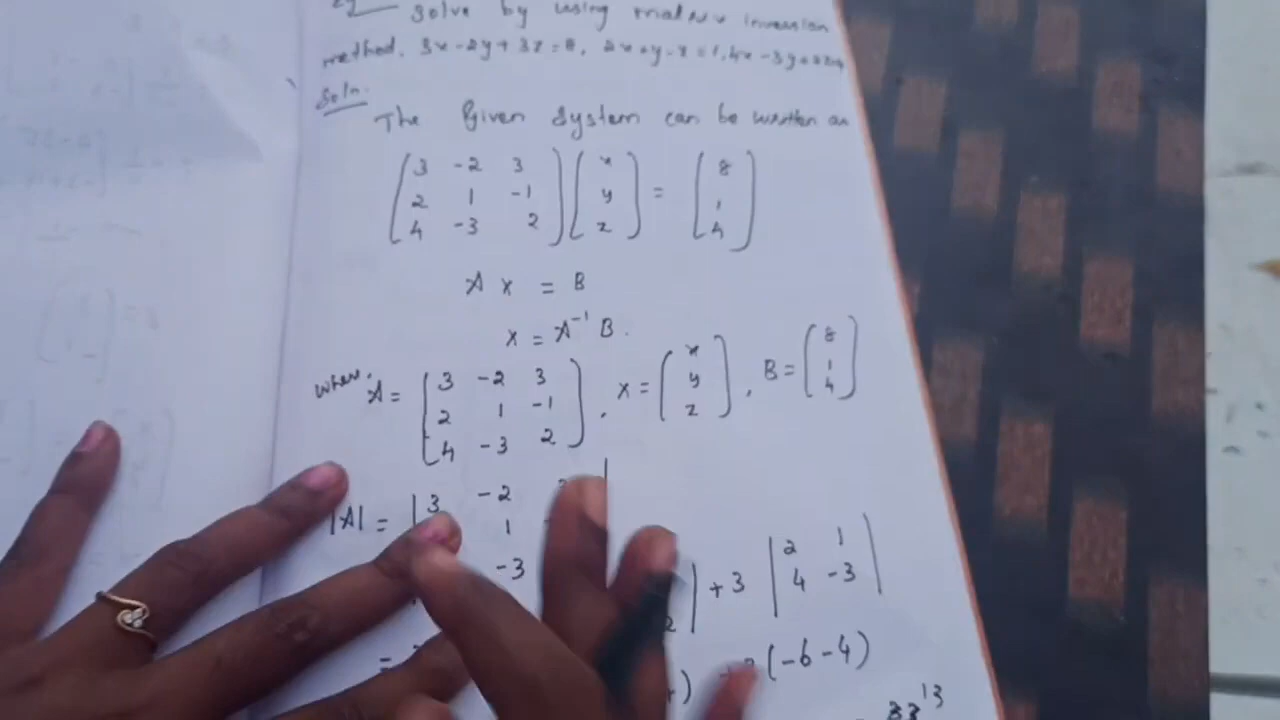 Solve by using matrix inversion
method. 3x-2y+3z=8, 2x+y-z=1, 4x-3y+2z=4
Soln.
The given system can be written as
[3 -2 3] [x] = [8]
[2 1 -1] [y] [1]
[4 -3 2] [z] [4]
A x = B
x = A⁻¹ B.
where, A = [3 -2 3], x = [x], B = [8]
[2 1 -1] [y] [1]
[4 -3 2] [z] [4]
|A| = |3 -2
1
-3
2| + 3 |2 1|
|4 -3|
= (-6-4)
33 13